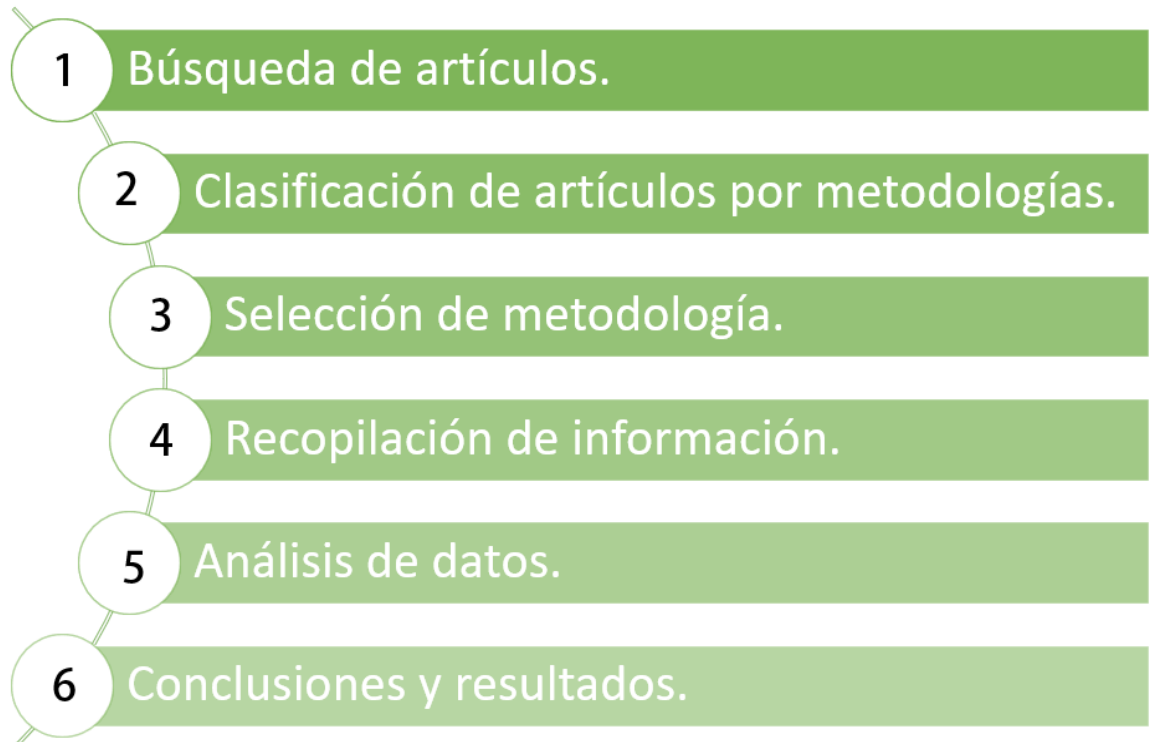 1 Búsqueda de artículos.
2 Clasificación de artículos por metodologías.
3 Selección de metodología.
4 Recopilación de información.
5 Análisis de datos.
6 Conclusiones y resultados.